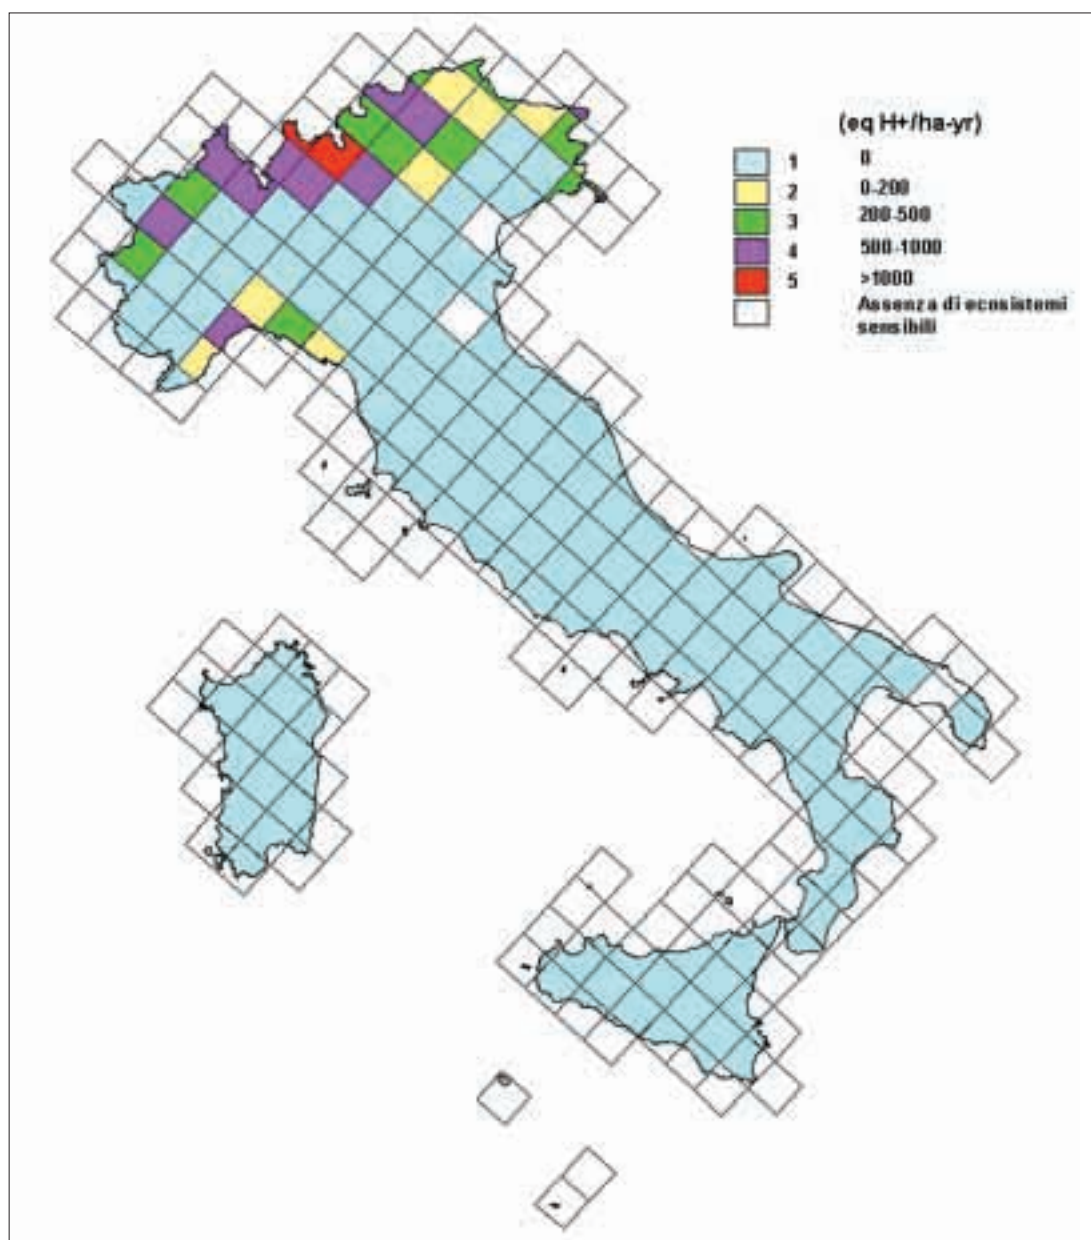 (eq H+/ha-yr)
1 0
2 0-200
3 200-500
4 500-1000
5 >1000
Assenza di ecosistemi
sensibili